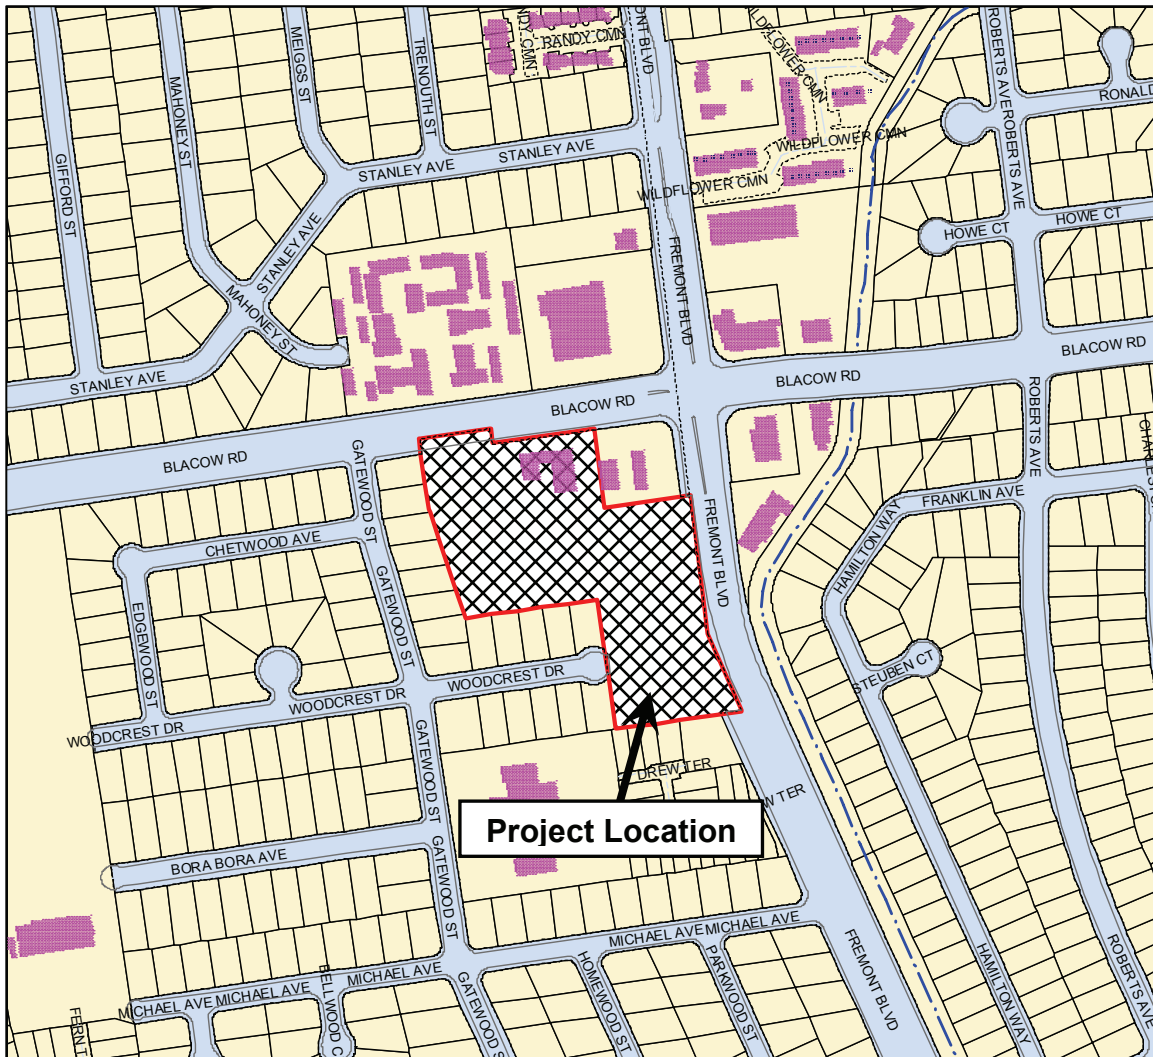 MEGGS ST
TRENOUTH ST
RANDY CMN
MAHONEY ST
GIFFORD ST
STANLEY AVE
STANLEY AVE
STANLEY AVE
MAHONEY ST
STANLEY AVE
WILDFLOWER CMN
WILDFLOWER CMN
WILDFLOWER CMN
FREMONT BLVD
ROBERTS AVE
ROBERTS AVE
RONALD
HOWE CT
HOWE CT
BLACOW RD
BLACOW RD
BLACOW RD
BLACOW RD
ROBERTS AVE
GATEWOOD ST
CHETWOOD AVE
GATEWOOD ST
EDGEWOOD ST
FREMONT BLVD
FRANKLIN AVE
HAMILTON WAY
STEUBEN CT
WOODCREST DR
WOODCREST DR
WOODCREST DR
GATEWOOD ST
DREW TER
W TER
Project Location
BORA BORA AVE
GATEWOOD ST
MICHAEL AVE
MICHAEL AVE
MICHAEL AVE
MICHAEL AVE
MICHAEL AVE
BELLWOOD C
GATEWOOD S
HOMEWOOD ST
PARKWOOD ST
FREMONT BLVD
HAMILTON WAY
ROBERTS AVE